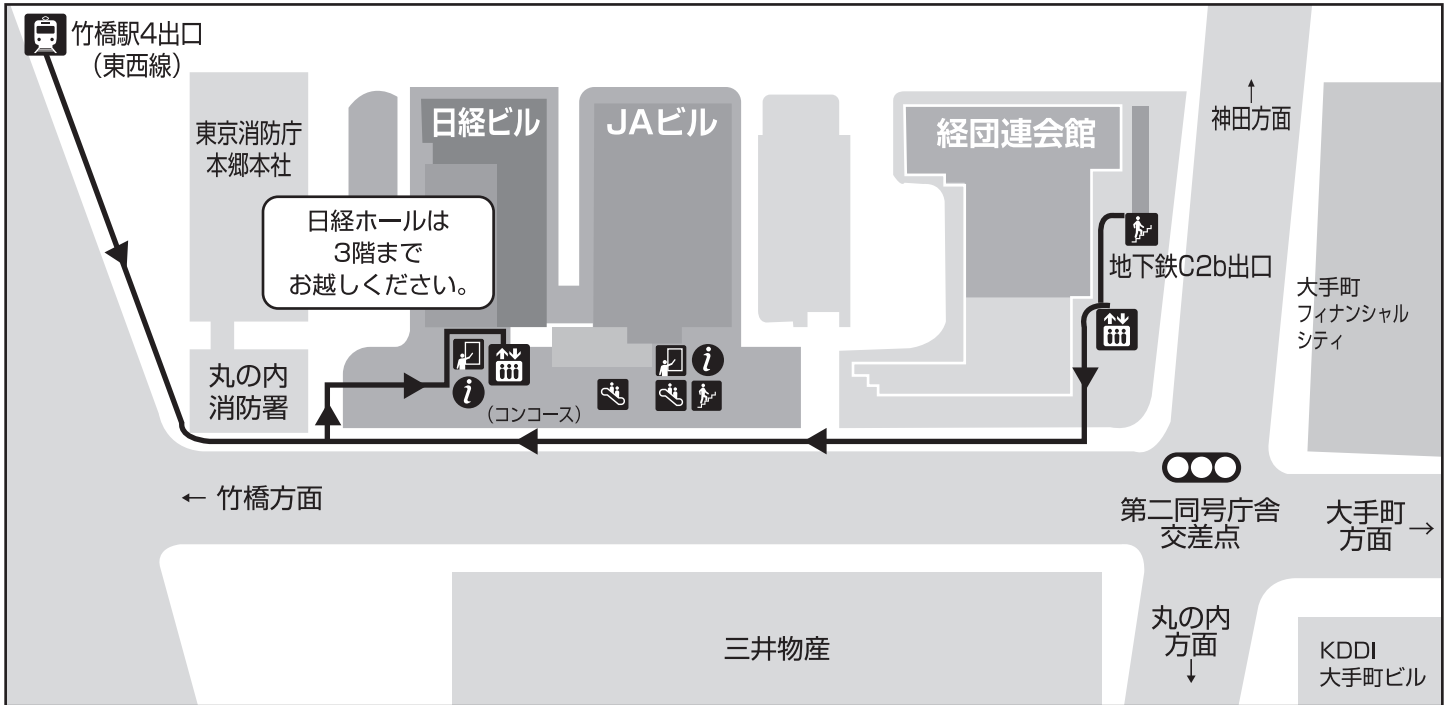 竹橋駅4出口
（東西線）
東京消防庁
本郷本社
日経ビル
JAビル
経団連会館
↑
神田方面
日経ホールは
3階まで
お越しください。
地下鉄C2b出口
大手町
フィナンシャル
シティ
丸の内
消防署
i
i
（コンコース）
← 竹橋方面
第二同号庁舎
交差点
大手町
方面 →
三井物産
丸の内
方面
↓
KDDI
大手町ビル